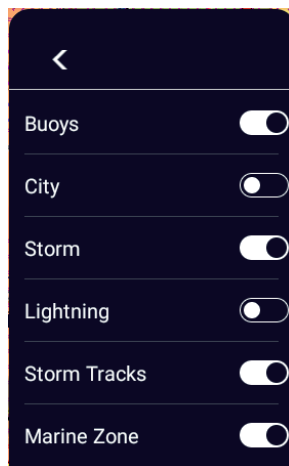 Buoys
City
Storm
Lightning
Storm Tracks
Marine Zone